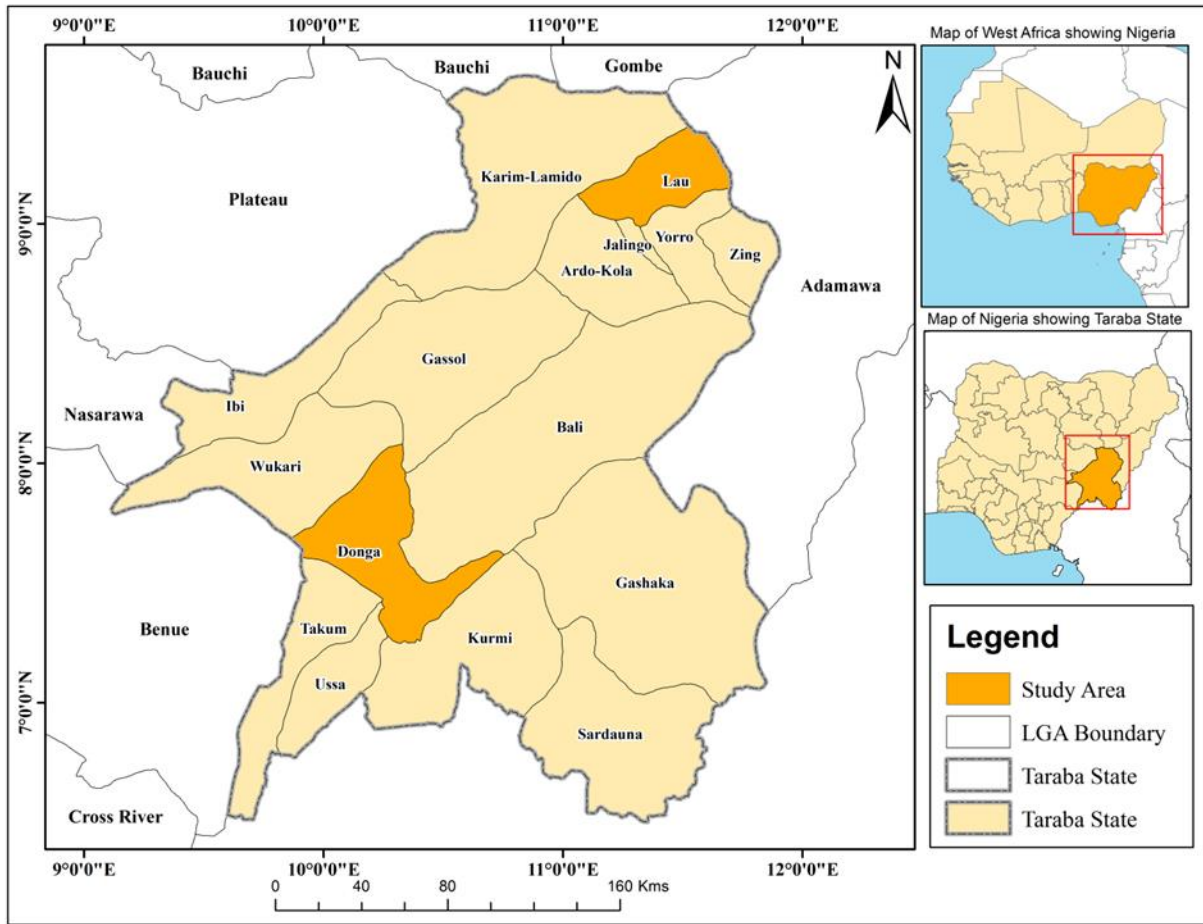 9°0'0"E 10°0'0"E 11°0'0"E 12°0'0"E
Bauchi
Bauchi
Gombe
N
Karim-Lamido
Lau
Plateau
9°0'0"N
Jalingo
Yorro
Zing
Ardo-Kola
Adamawa
Gassol
Ibi
Nasarawa
Bali
8°0'0"N
Wukari
Donga
Gashaka
Takum
Benue
Kurmi
Ussa
7°0'0"N
Sardauna
Cross River
9°0'0"E 10°0'0"E 11°0'0"E 12°0'0"E
0 40 80 160 Kms
Map of West Africa showing Nigeria
Map of Nigeria showing Taraba State
Legend
Study Area
LGA Boundary
Taraba State
Taraba State